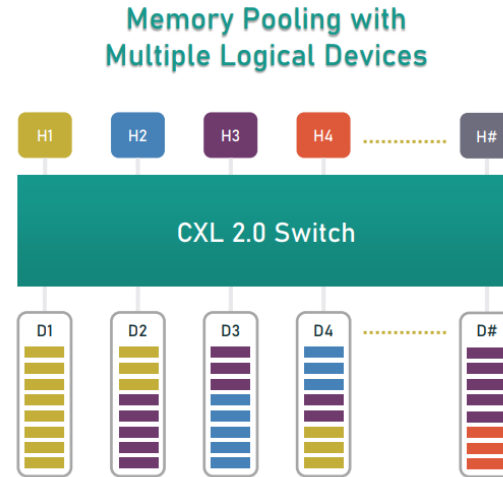 Memory Pooling with
Multiple Logical Devices
H1 H2 H3 H4 H#
CXL 2.0 Switch
D1 D2 D3 D4 D#